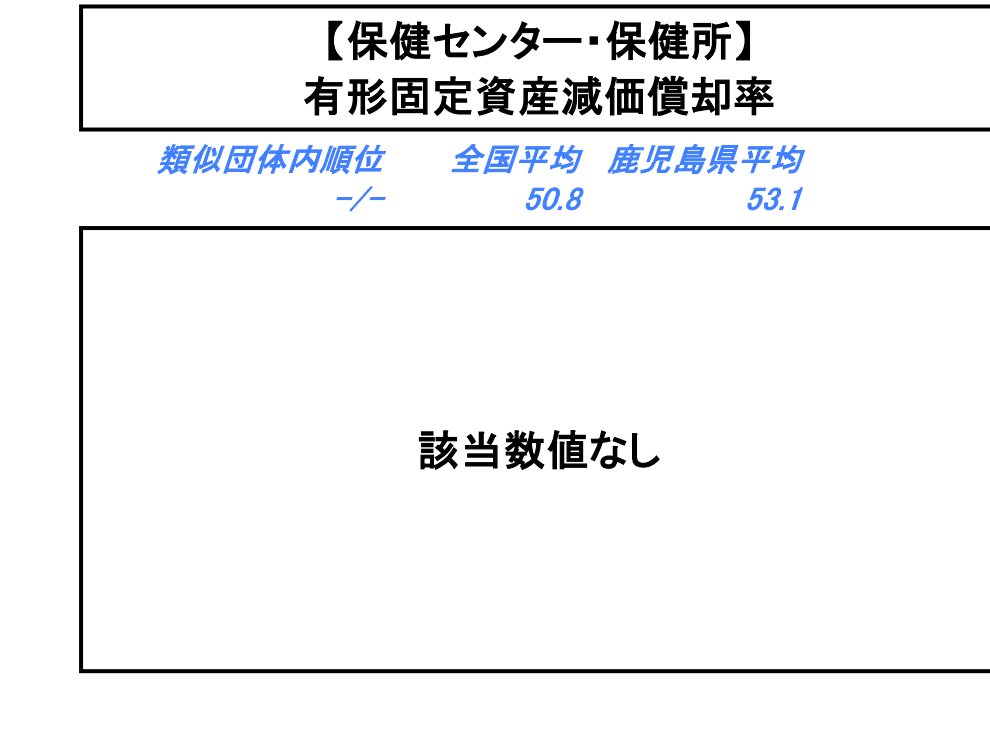 【保健センター・保健所】
有形固定資産減価償却率
類似団体内順位 全国平均 鹿児島県平均
-/- 50.8 53.1
該当数値なし